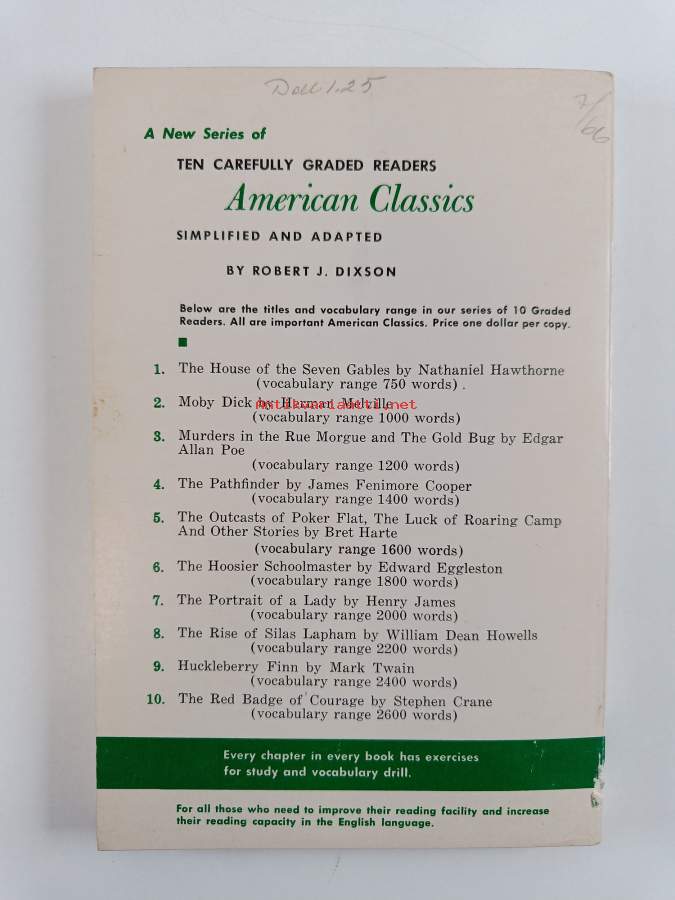 Doll 1.25
7/66
A New Series of
TEN CAREFULLY GRADED READERS
American Classics
SIMPLIFIED AND ADAPTED
BY ROBERT J. DIXSON
Below are the titles and vocabulary range in our series of 10 Graded
Readers. All are important American Classics. Price one dollar per copy.
1. The House of the Seven Gables by Nathaniel Hawthorne
(vocabulary range 750 words) .
2. Moby Dick by Herman Melville
antikvariaatti.net
(vocabulary range 1000 words)
3. Murders in the Rue Morgue and The Gold Bug by Edgar
Allan Poe
(vocabulary range 1200 words)
4. The Pathfinder by James Fenimore Cooper
(vocabulary range 1400 words)
5. The Outcasts of Poker Flat, The Luck of Roaring Camp
And Other Stories by Bret Harte
(vocabulary range 1600 words)
6. The Hoosier Schoolmaster by Edward Eggleston
(vocabulary range 1800 words)
7. The Portrait of a Lady by Henry James
(vocabulary range 2000 words)
8. The Rise of Silas Lapham by William Dean Howells
(vocabulary range 2200 words)
9. Huckleberry Finn by Mark Twain
(vocabulary range 2400 words)
10. The Red Badge of Courage by Stephen Crane
(vocabulary range 2600 words)
Every chapter in every book has exercises
for study and vocabulary drill.
For all those who need to improve their reading facility and increase
their reading capacity in the English language.